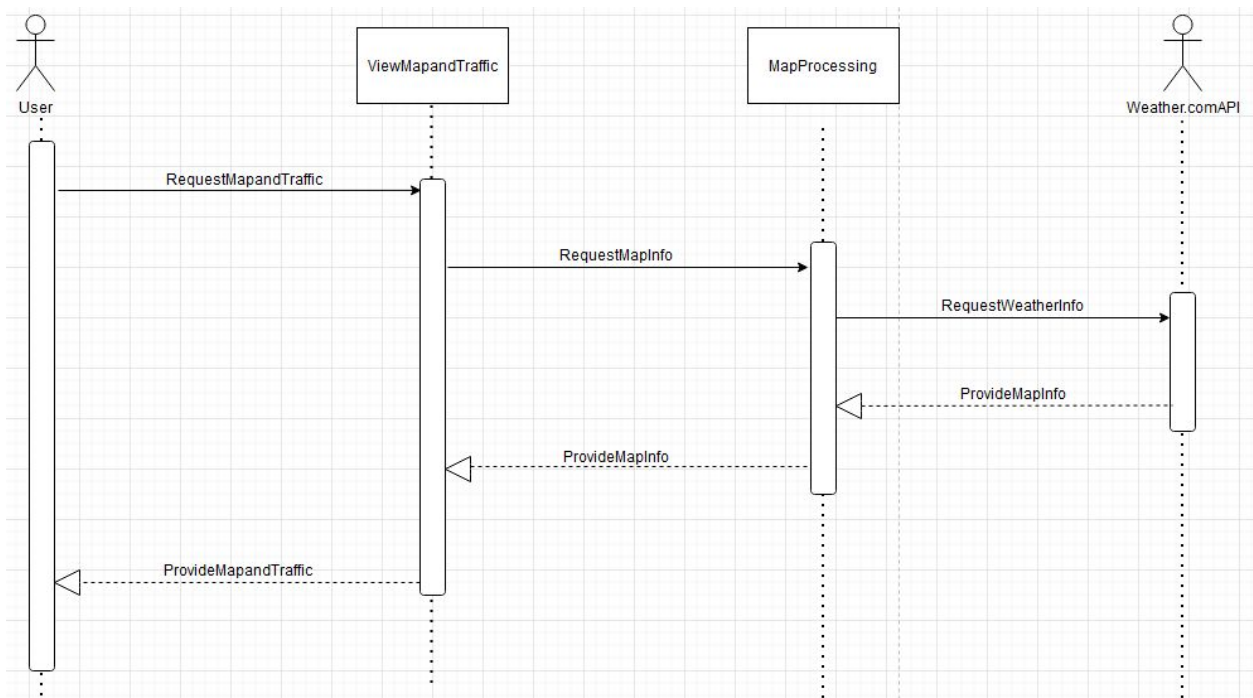 User
ViewMapandTraffic
MapProcessing
Weather.comAPI
RequestMapandTraffic
RequestMapInfo
RequestWeatherInfo
ProvideMapInfo
ProvideMapInfo
ProvideMapandTraffic